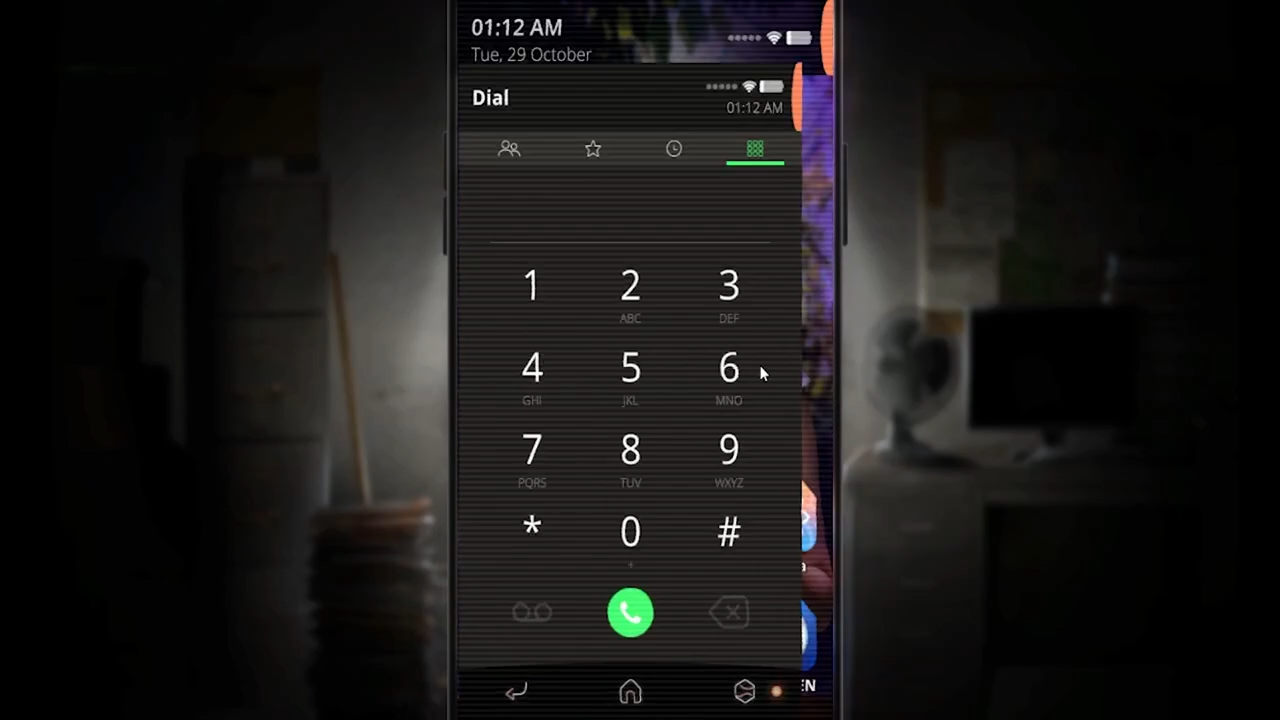 01:12 AM
Tue, 29 October
Dial
01:12 AM
1 2 3
ABC DEF
4 5 6
GHI JKL MNO
7 8 9
PQRS TUV WXYZ
* 0 #
+
a
EN